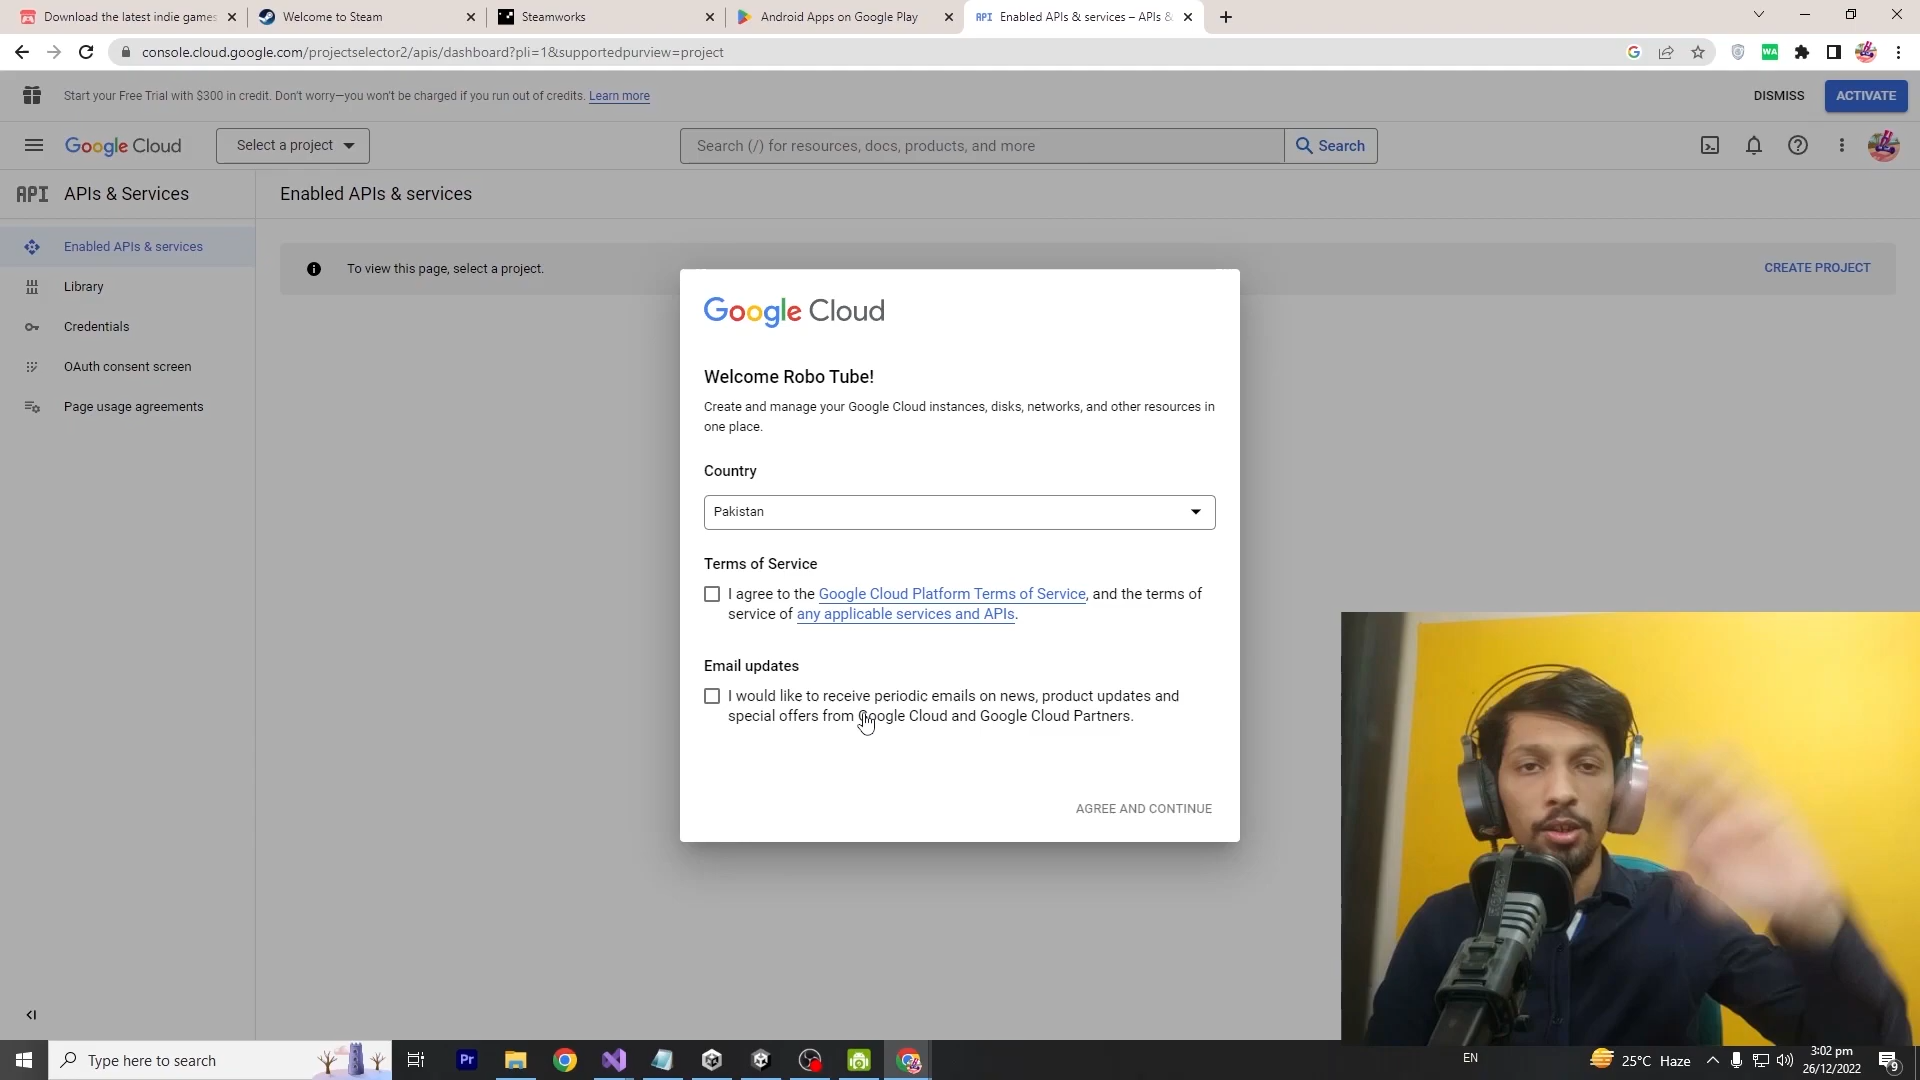 Download the latest indie games
Welcome to Steam
Steamworks
Android Apps on Google Play
API Enabled APIs & services – APIs &
console.cloud.google.com/projectselector2/apis/dashboard?pli=1&supportedpurview=project
WA
Start your Free Trial with $300 in credit. Don't worry—you won't be charged if you run out of credits. Learn more
DISMISS
ACTIVATE
Google Cloud
Select a project
Search (/) for resources, docs, products, and more
Search
API APIs & Services
Enabled APIs & services
Enabled APIs & services
Library
Credentials
OAuth consent screen
Page usage agreements
To view this page, select a project.
CREATE PROJECT
Google Cloud
Welcome Robo Tube!
Create and manage your Google Cloud instances, disks, networks, and other resources in
one place.
Country
Pakistan
Terms of Service
I agree to the Google Cloud Platform Terms of Service, and the terms of
service of any applicable services and APIs.
Email updates
I would like to receive periodic emails on news, product updates and
special offers from Google Cloud and Google Cloud Partners.
AGREE AND CONTINUE
Type here to search
Pr
EN
25°C Haze
3:02 pm
26/12/2022
9